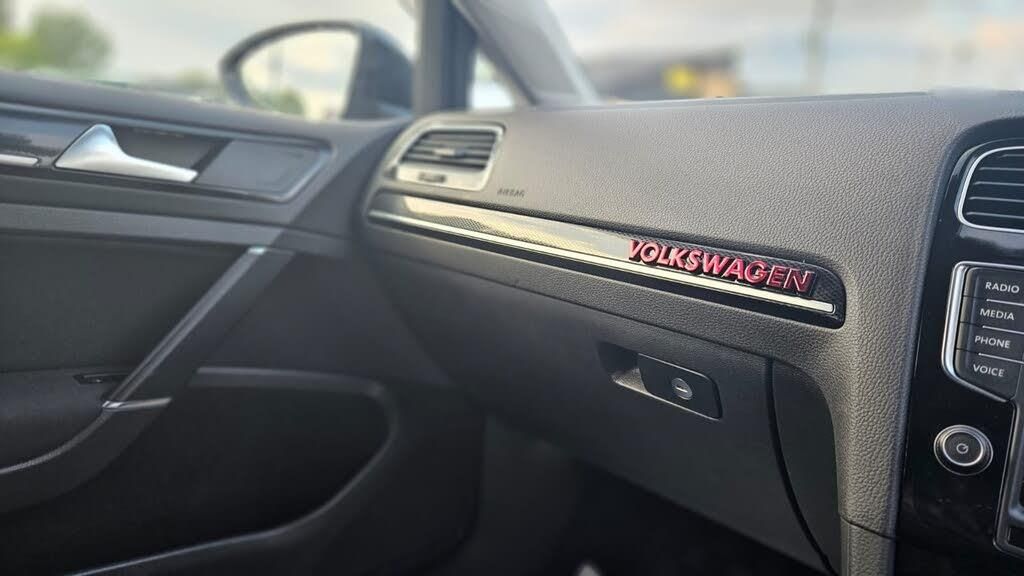 AIRBAG
VOLKSWAGEN
RADIO
MEDIA
PHONE
VOICE